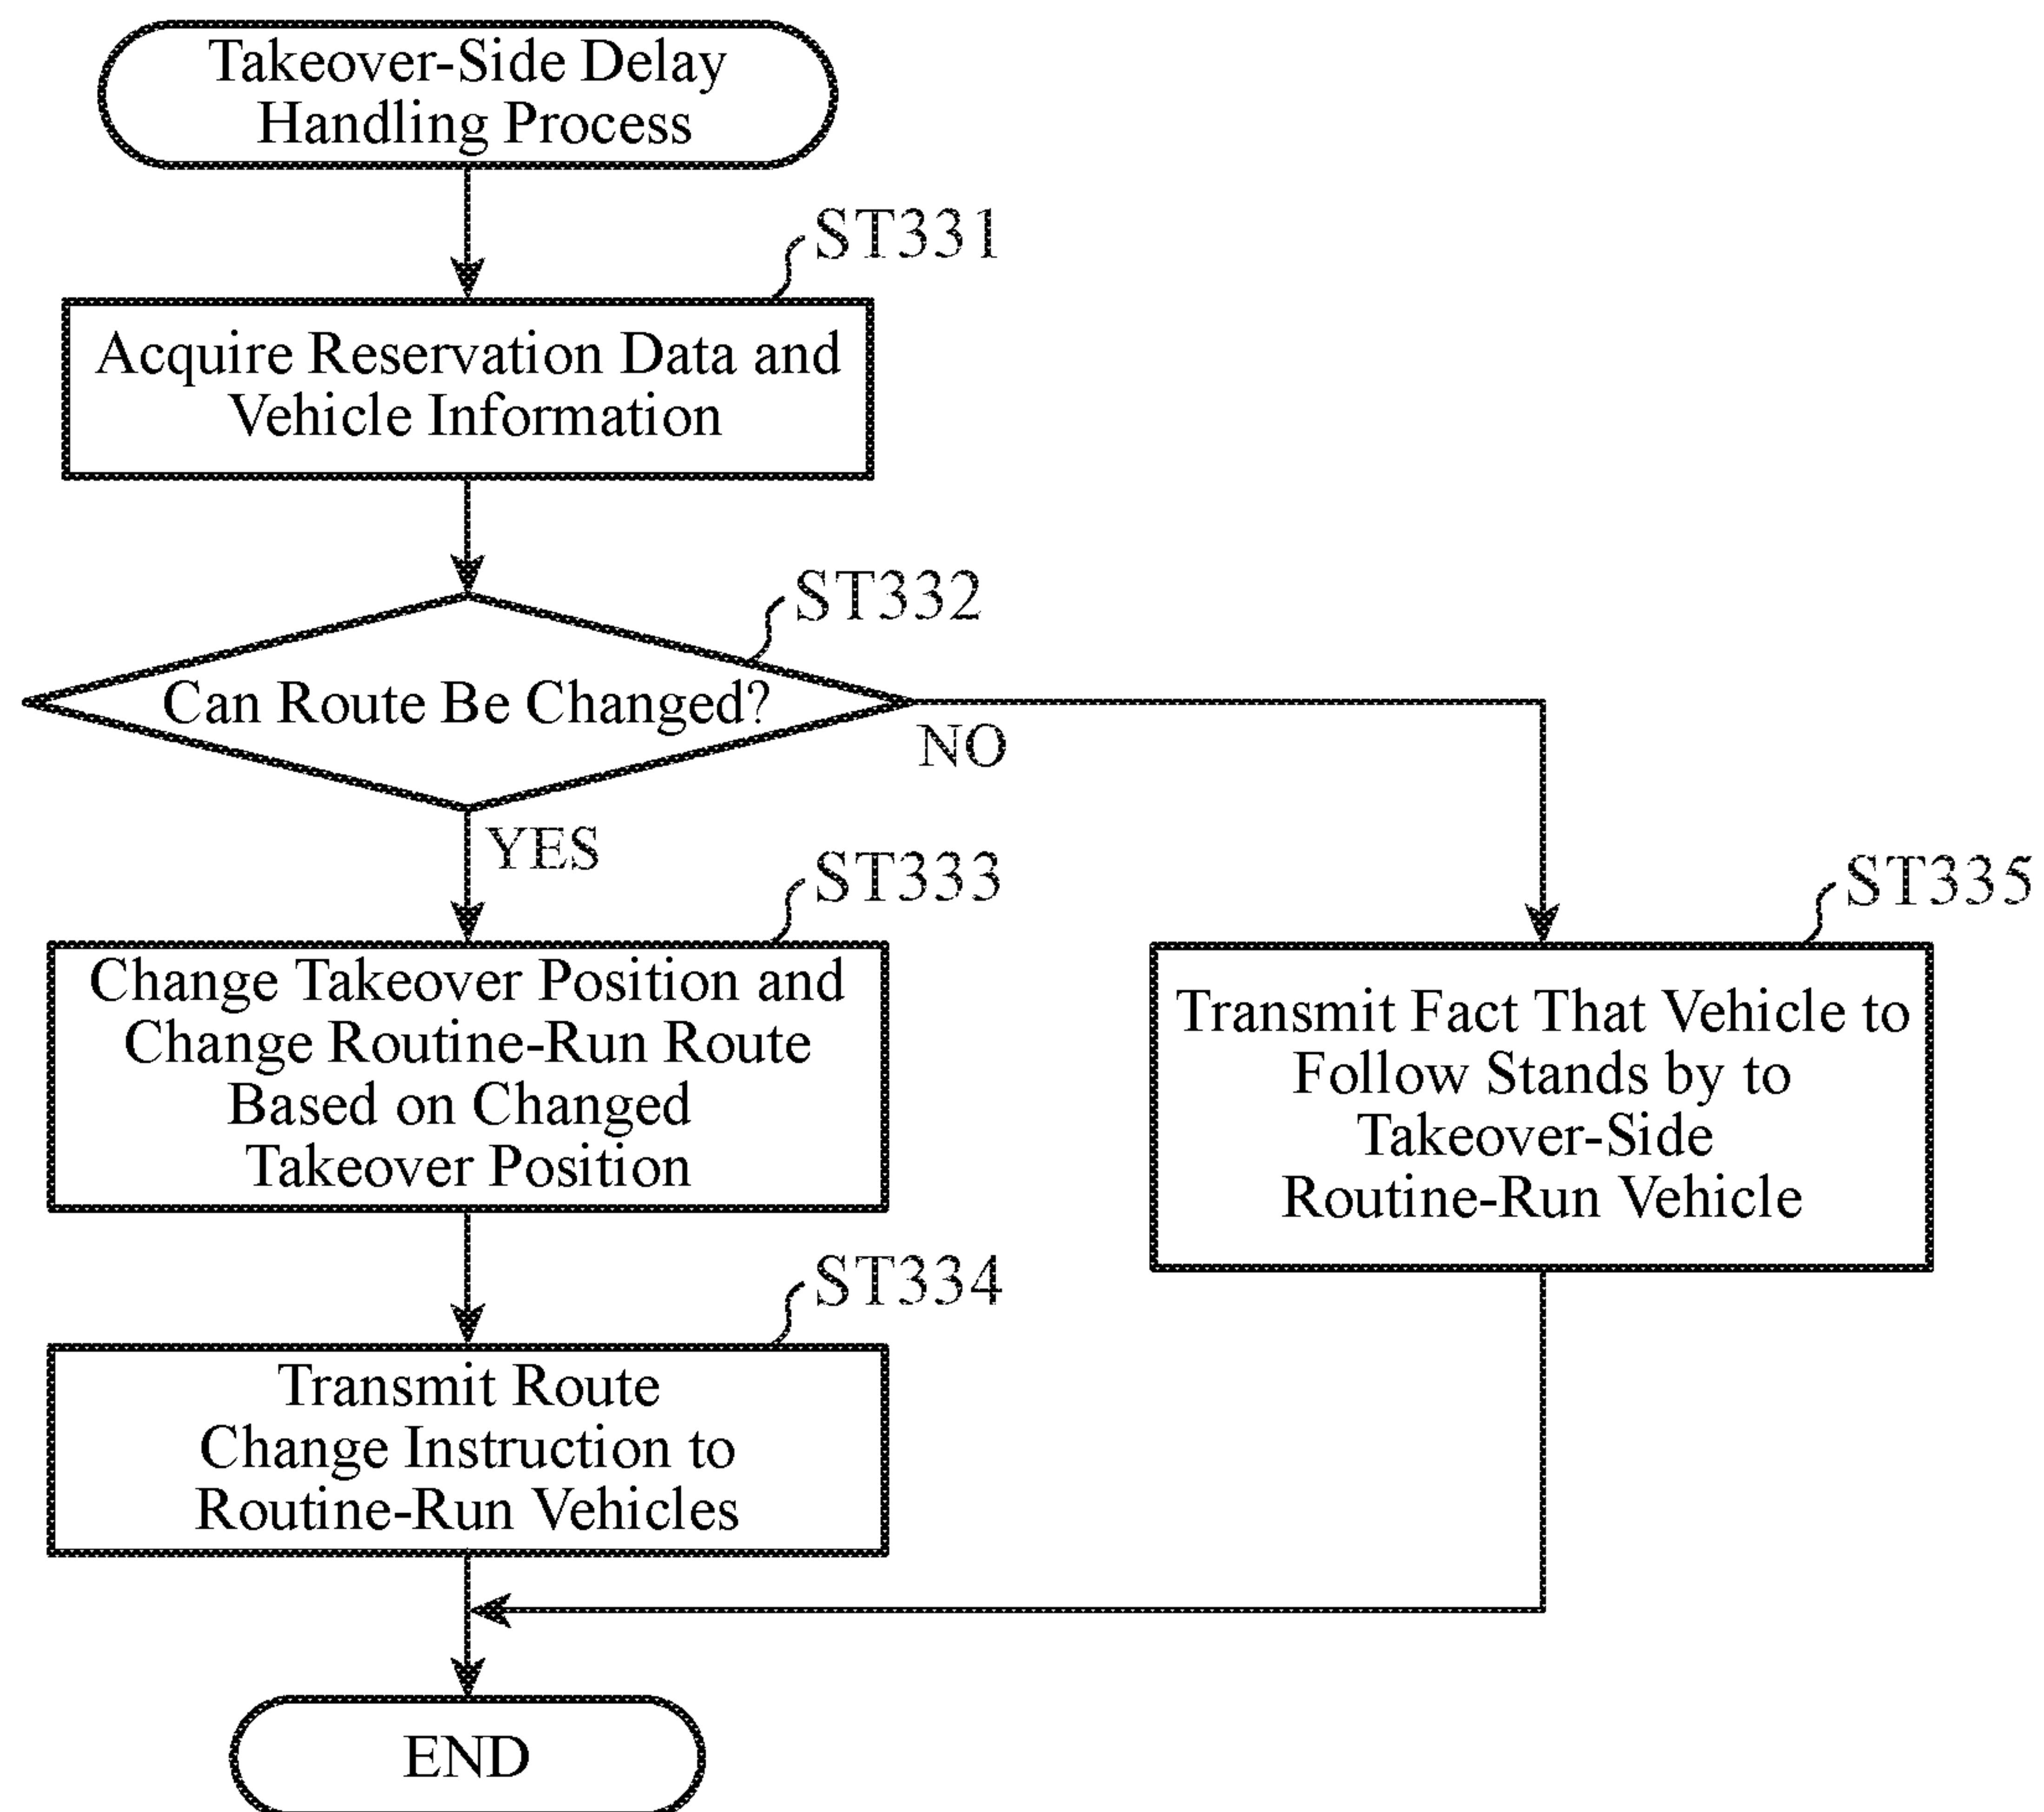 Takeover-Side Delay
Handling Process
ST331
Acquire Reservation Data and
Vehicle Information
ST332
Can Route Be Changed?
NO
YES
ST333
Change Takeover Position and
Change Routine-Run Route
Based on Changed
Takeover Position
ST335
Transmit Fact That Vehicle to
Follow Stands by to
Takeover-Side
Routine-Run Vehicle
ST334
Transmit Route
Change Instruction to
Routine-Run Vehicles
END